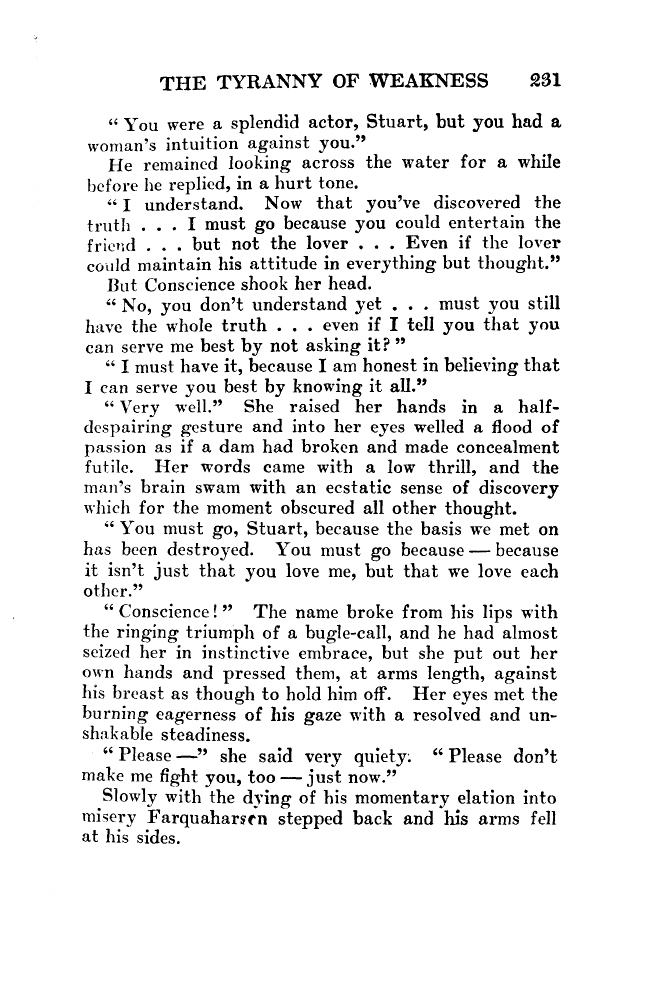 THE TYRANNY OF WEAKNESS 231
“You were a splendid actor, Stuart, but you had a
woman's intuition against you.”
He remained looking across the water for a while
before he replied, in a hurt tone.
“I understand. Now that you've discovered the
truth . . . I must go because you could entertain the
friend . . . but not the lover . . . Even if the lover
could maintain his attitude in everything but thought.”
But Conscience shook her head.
“No, you don't understand yet . . . must you still
have the whole truth . . . even if I tell you that you
can serve me best by not asking it?”
“I must have it, because I am honest in believing that
I can serve you best by knowing it all.”
“Very well.” She raised her hands in a half-
despairing gesture and into her eyes welled a flood of
passion as if a dam had broken and made concealment
futile. Her words came with a low thrill, and the
man's brain swam with an ecstatic sense of discovery
which for the moment obscured all other thought.
“You must go, Stuart, because the basis we met on
has been destroyed. You must go because — because
it isn't just that you love me, but that we love each
other.”
“Conscience!” The name broke from his lips with
the ringing triumph of a bugle-call, and he had almost
seized her in instinctive embrace, but she put out her
own hands and pressed them, at arms length, against
his breast as though to hold him off. Her eyes met the
burning eagerness of his gaze with a resolved and un-
shakable steadiness.
“Please —” she said very quiety. “Please don't
make me fight you, too — just now.”
Slowly with the dying of his momentary elation into
misery Farquaharsen stepped back and his arms fell
at his sides.